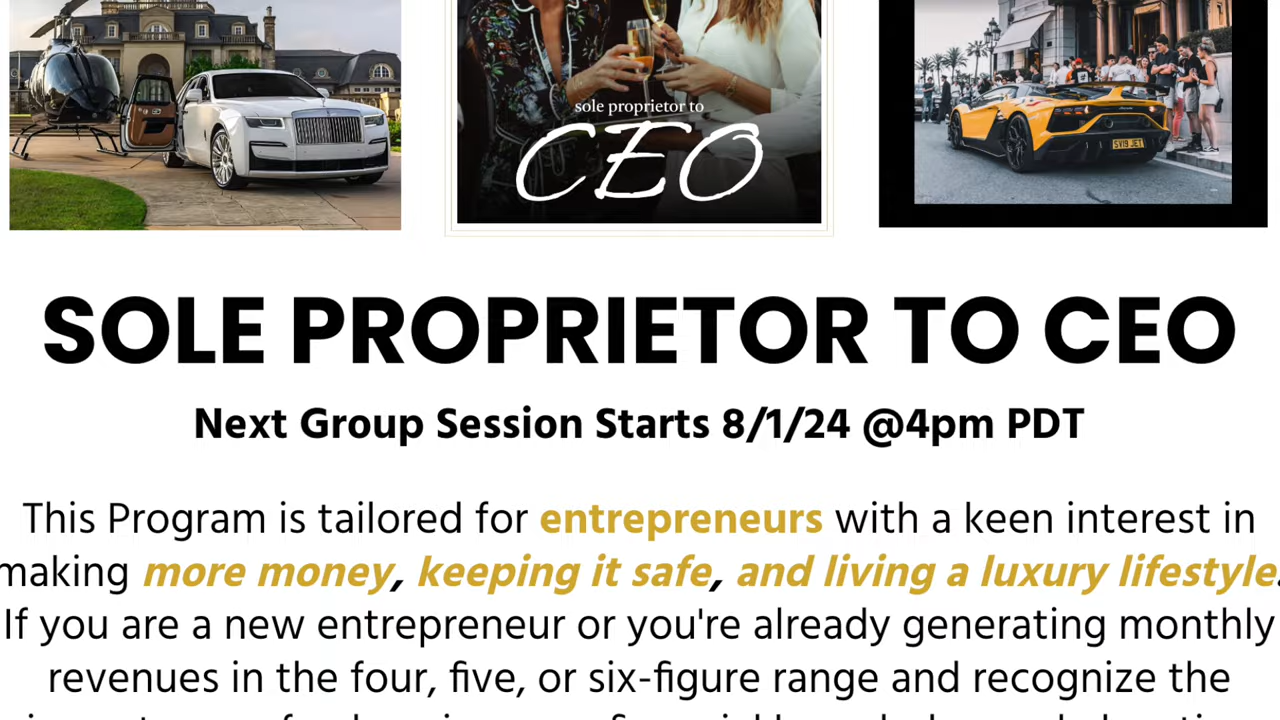 sole proprietor to
CEO
SV19 JET
SOLE PROPRIETOR TO CEO
Next Group Session Starts 8/1/24 @4pm PDT
This Program is tailored for entrepreneurs with a keen interest in
making more money, keeping it safe, and living a luxury lifestyle.
If you are a new entrepreneur or you're already generating monthly
revenues in the four, five, or six-figure range and recognize the